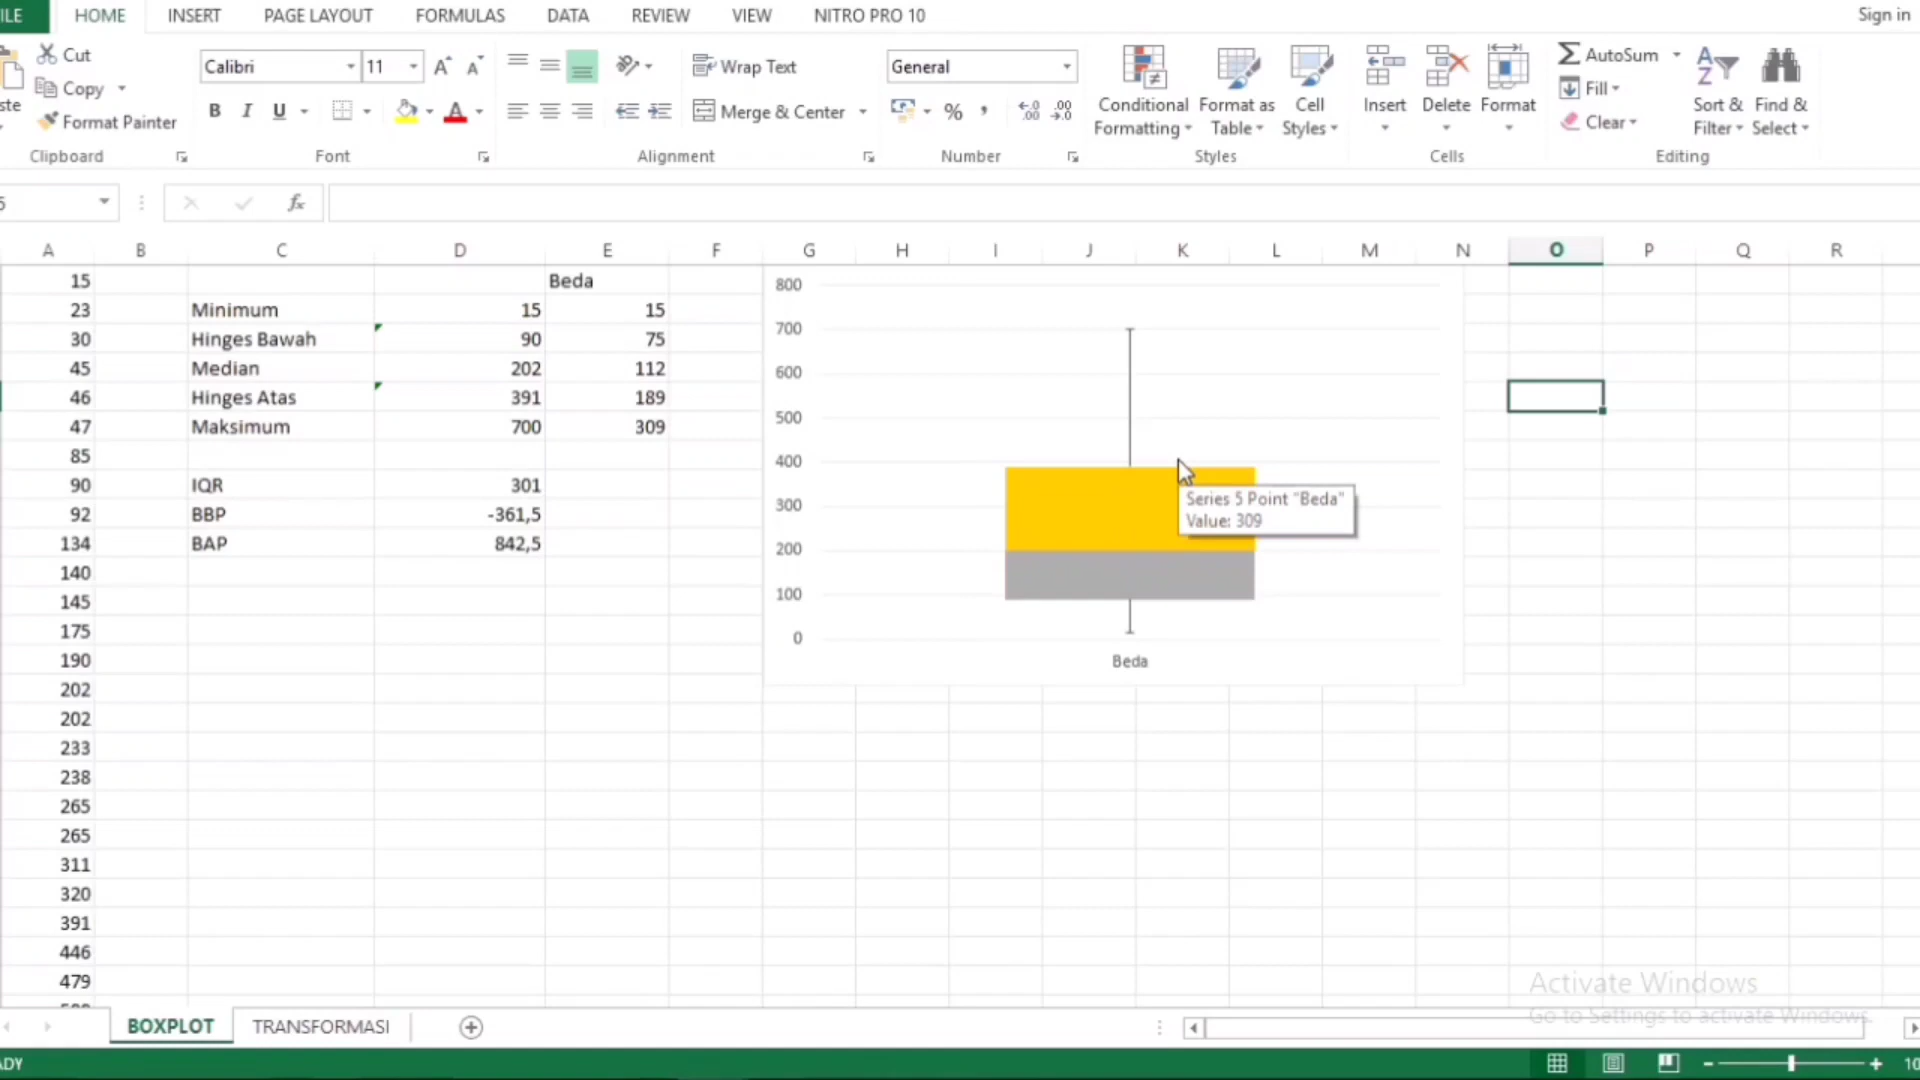 ILE HOME INSERT PAGE LAYOUT FORMULAS DATA REVIEW VIEW NITRO PRO 10 Sign in
Cut
Copy
ste
Format Painter
Clipboard
Calibri 11
B I U
Font
Wrap Text
Merge & Center
Alignment
General
%
Number
Conditional Formatting
Format as Table
Cell Styles
Styles
Insert
Delete
Format
Cells
AutoSum
Fill
Clear
Sort & Filter
Find & Select
Editing
5 fx
A B C D E F G H I J K L M N O P Q R
15 Beda
23 Minimum 15 15
30 Hinges Bawah 90 75
45 Median 202 112
46 Hinges Atas 391 189
47 Maksimum 700 309
85
90 IQR 301
92 BBP -361,5
134 BAP 842,5
140
145
175
190
202
202
233
238
265
265
311
320
391
446
479
800
700
600
500
400
300
200
100
0
Beda
Series 5 Point "Beda"
Value: 309
Activate Windows
Go to Settings to activate Windows.
BOXPLOT TRANSFORMASI
ADY
10